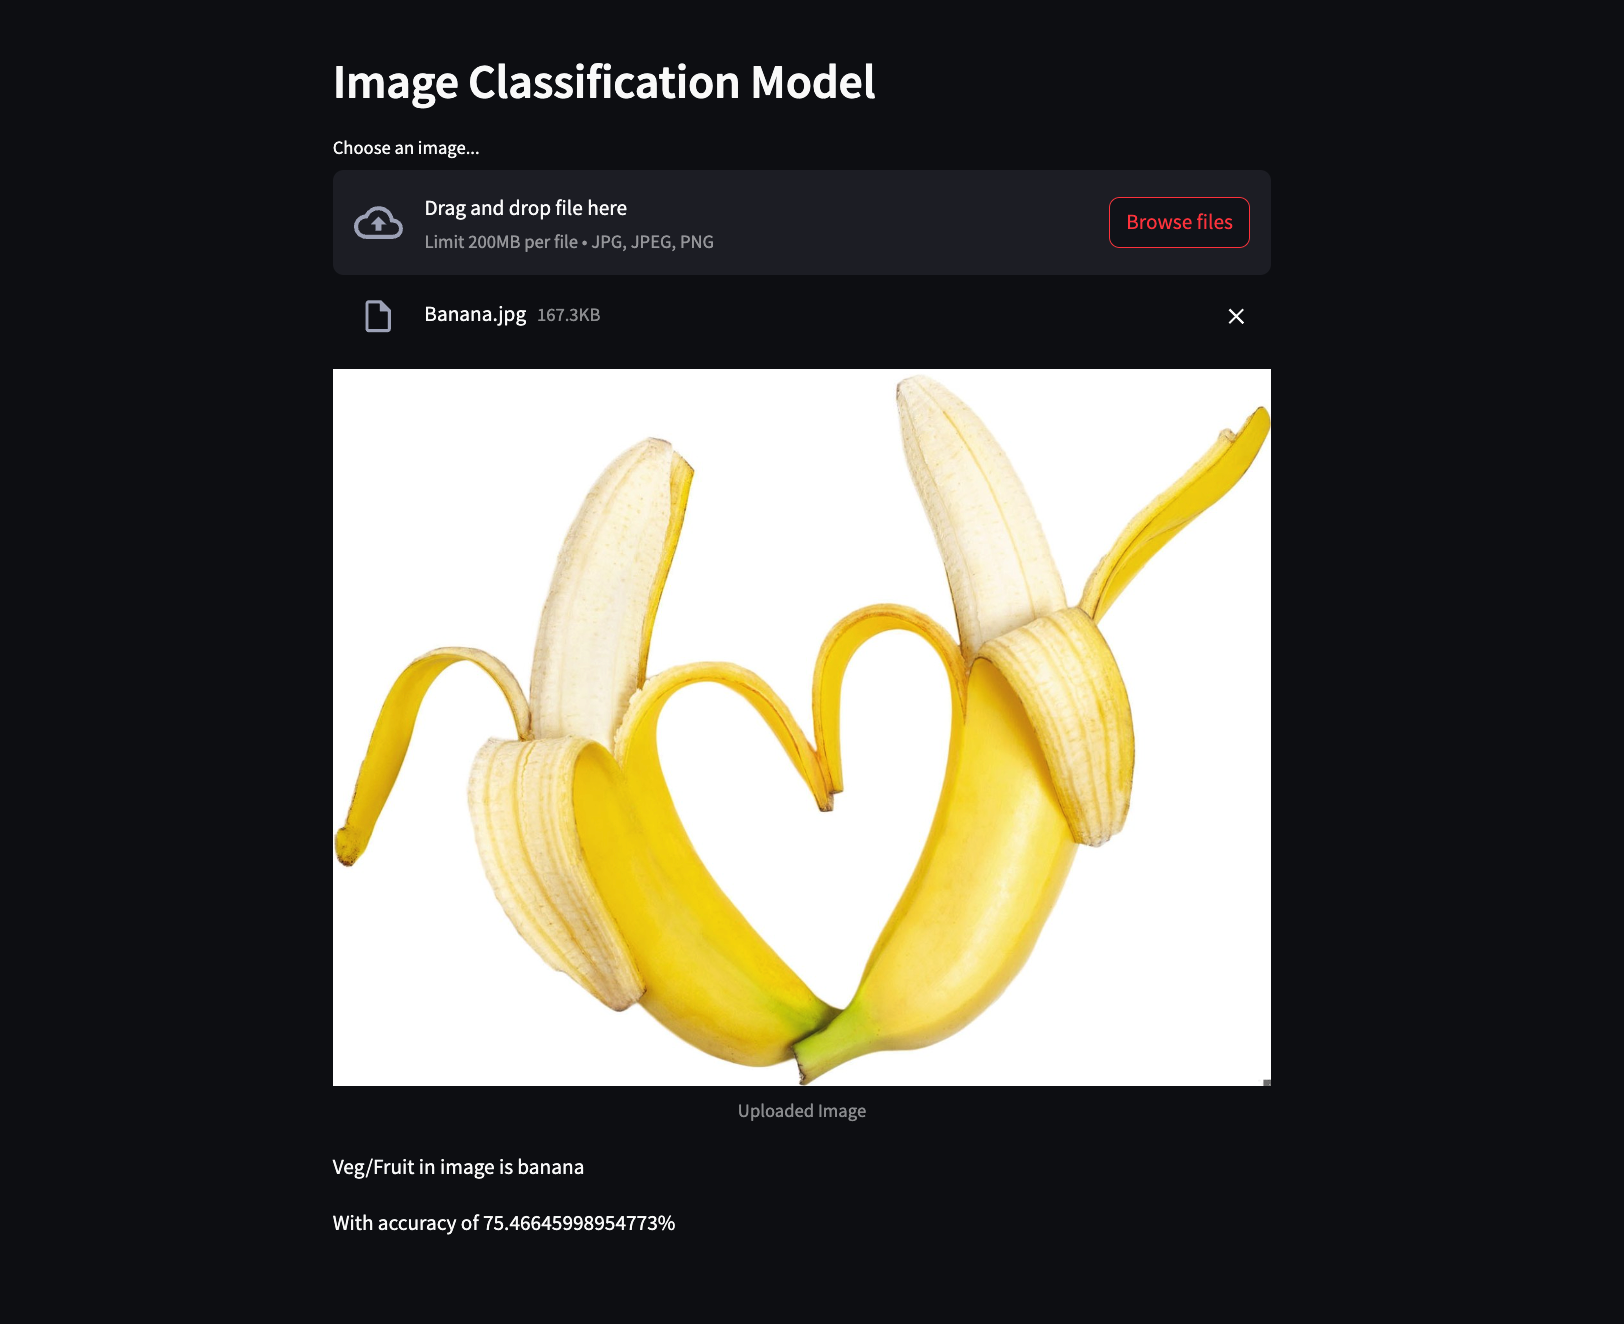 Image Classification Model
Choose an image...
Drag and drop file here
Limit 200MB per file • JPG, JPEG, PNG
Browse files
Banana.jpg 167.3KB
Uploaded Image
Veg/Fruit in image is banana
With accuracy of 75.46645998954773%